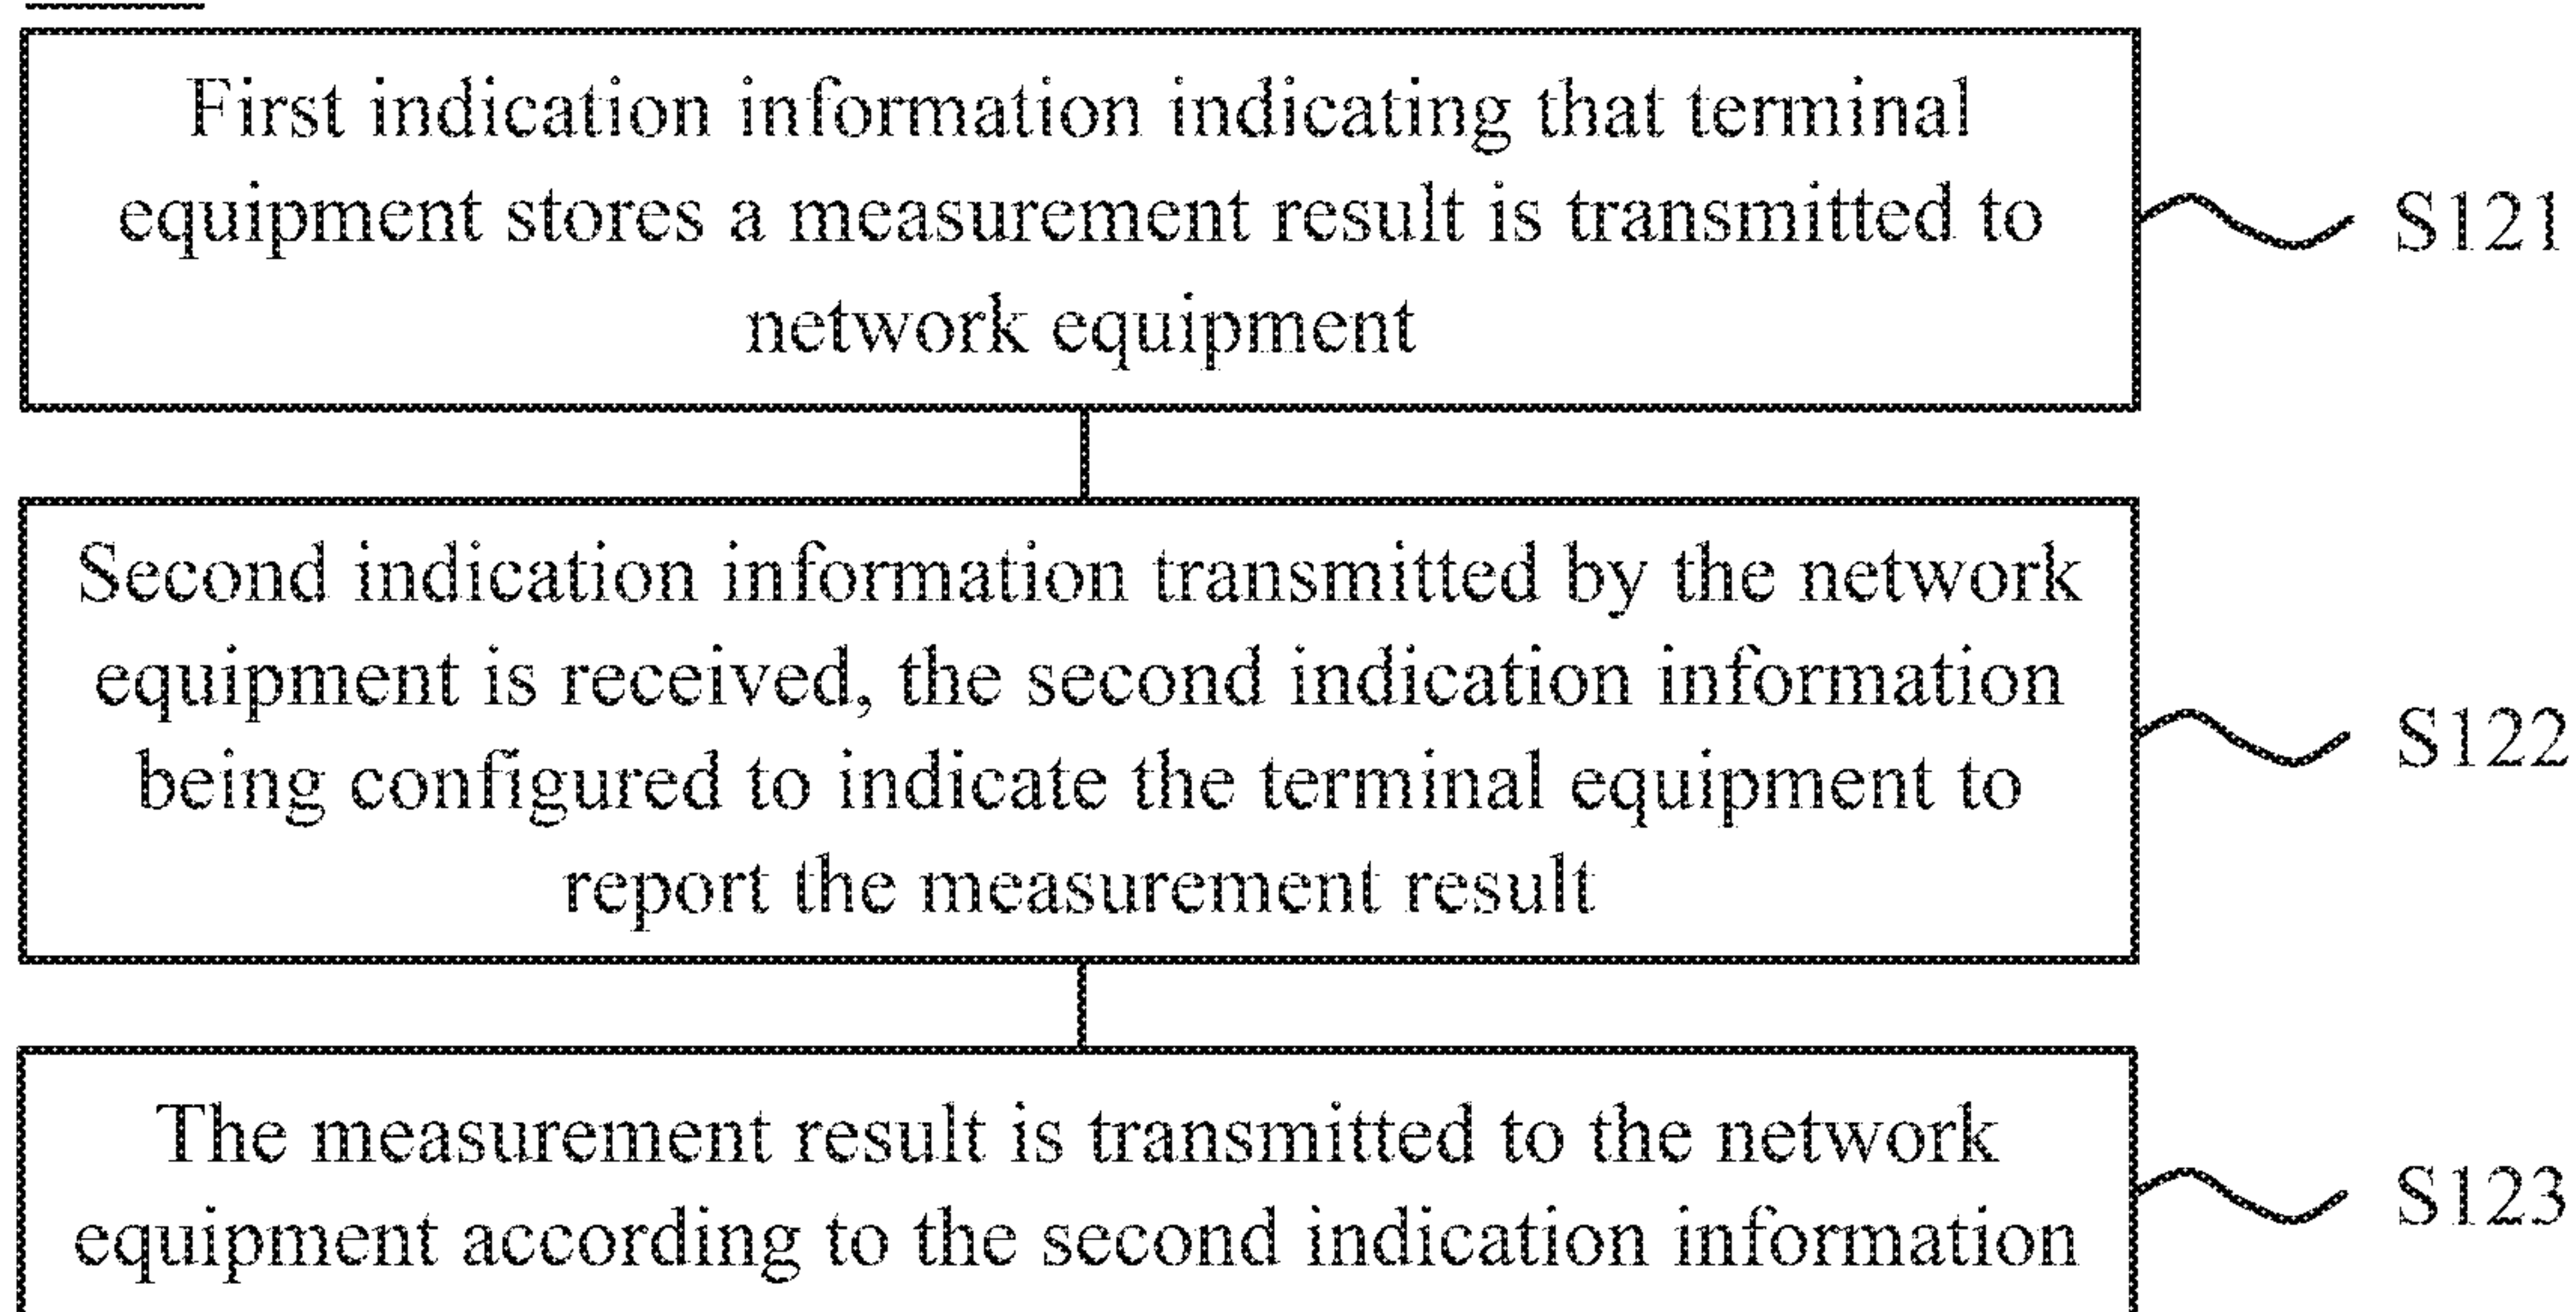 First indication information indicating that terminal
equipment stores a measurement result is transmitted to
network equipment
S121
Second indication information transmitted by the network
equipment is received, the second indication information
being configured to indicate the terminal equipment to
report the measurement result
S122
The measurement result is transmitted to the network
equipment according to the second indication information
S123